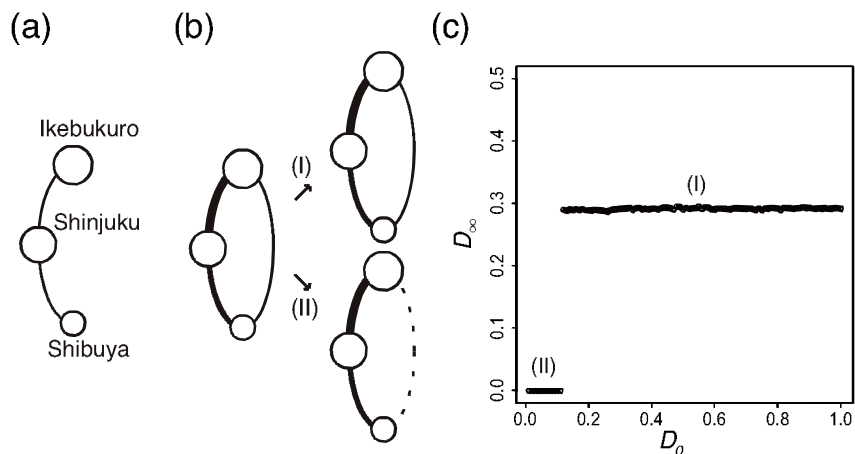 (a)
Ikebukuro
Shinjuku
Shibuya
(b)
(I)
(II)
(c)
0.5
0.4
0.3
0.2
0.1
0.0
D∞
(I)
(II)
0.0 0.2 0.4 0.6 0.8 1.0
D0